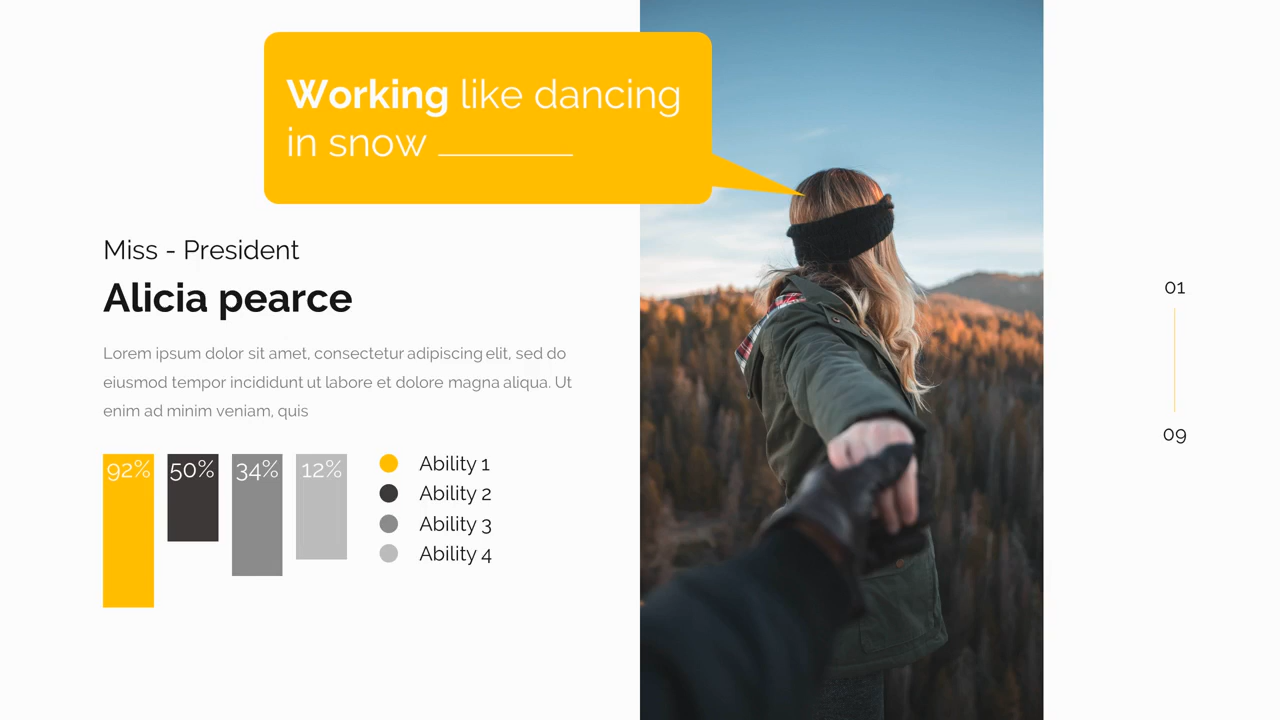 Working like dancing
in snow ________
Miss - President
Alicia pearce
Lorem ipsum dolor sit amet, consectetur adipiscing elit, sed do
eiusmod tempor incididunt ut labore et dolore magna aliqua. Ut
enim ad minim veniam, quis
92% 50% 34% 12%
Ability 1
Ability 2
Ability 3
Ability 4
01
09